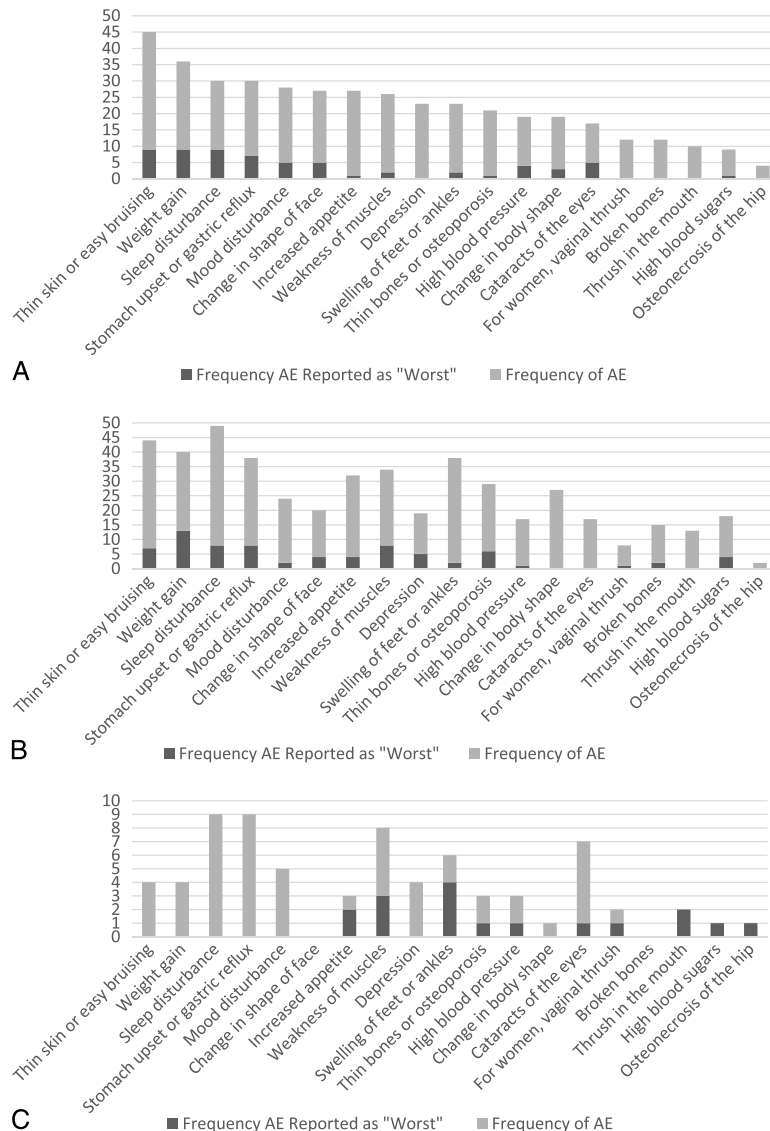 50
45
40
35
30
25
20
15
10
5
0
Thin skin or easy bruising
Weight gain
Sleep disturbance
Stomach upset or gastric reflux
Mood disturbance
Change in shape of face
Increased appetite
Weakness of muscles
Depression
Swelling of feet or ankles
Thin bones or osteoporosis
High blood pressure
Change in body shape
Cataracts of the eyes
For women, vaginal thrush
Broken bones
Thrush in the mouth
High blood sugars
Osteonecrosis of the hip
A
Frequency AE Reported as "Worst" Frequency of AE
50
45
40
35
30
25
20
15
10
5
0
Thin skin or easy bruising
Weight gain
Sleep disturbance
Stomach upset or gastric reflux
Mood disturbance
Change in shape of face
Increased appetite
Weakness of muscles
Depression
Swelling of feet or ankles
Thin bones or osteoporosis
High blood pressure
Change in body shape
Cataracts of the eyes
For women, vaginal thrush
Broken bones
Thrush in the mouth
High blood sugars
Osteonecrosis of the hip
B
Frequency AE Reported as "Worst" Frequency of AE
10
9
8
7
6
5
4
3
2
1
0
Thin skin or easy bruising
Weight gain
Sleep disturbance
Stomach upset or gastric reflux
Mood disturbance
Change in shape of face
Increased appetite
Weakness of muscles
Depression
Swelling of feet or ankles
Thin bones or osteoporosis
High blood pressure
Change in body shape
Cataracts of the eyes
For women, vaginal thrush
Broken bones
Thrush in the mouth
High blood sugars
Osteonecrosis of the hip
C
Frequency AE Reported as "Worst" Frequency of AE